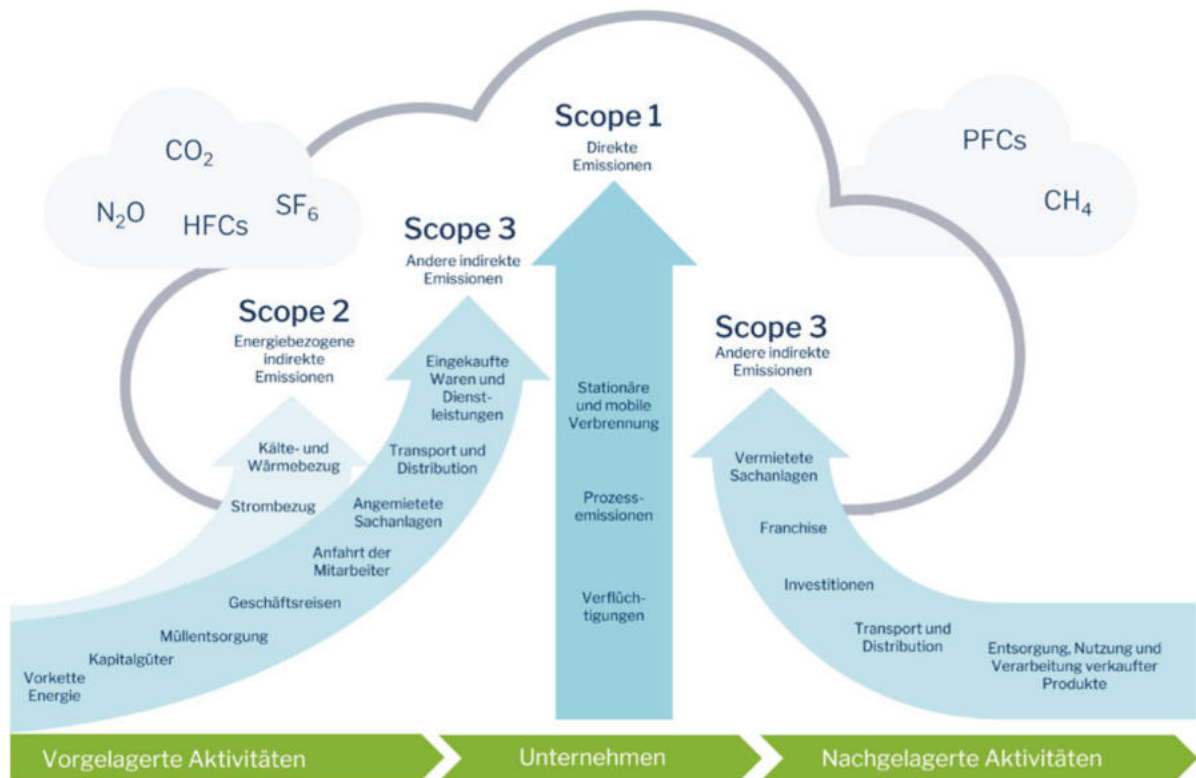 Scope 1
Direkte
Emissionen
CO₂
N₂O
HFCs
SF₆
PFCs
CH₄
Scope 3
Andere indirekte
Emissionen
Scope 2
Energiebezogene
indirekte
Emissionen
Scope 3
Andere indirekte
Emissionen
Kälte- und
Wärmebezug
Strombezug
Eingekaufte
Waren und
Dienst-
leistungen
Transport und
Distribution
Angemietete
Sachanlagen
Anfahrt der
Mitarbeiter
Geschäftsreisen
Müllentsorgung
Kapitalgüter
Vorkette
Energie
Stationäre
und mobile
Verbrennung
Prozess-
emissionen
Verflüch-
tigungen
Vermietete
Sachanlagen
Franchise
Investitionen
Transport und
Distribution
Entsorgung, Nutzung und
Verarbeitung verkaufter
Produkte
Vorgelagerte Aktivitäten
Unternehmen
Nachgelagerte Aktivitäten